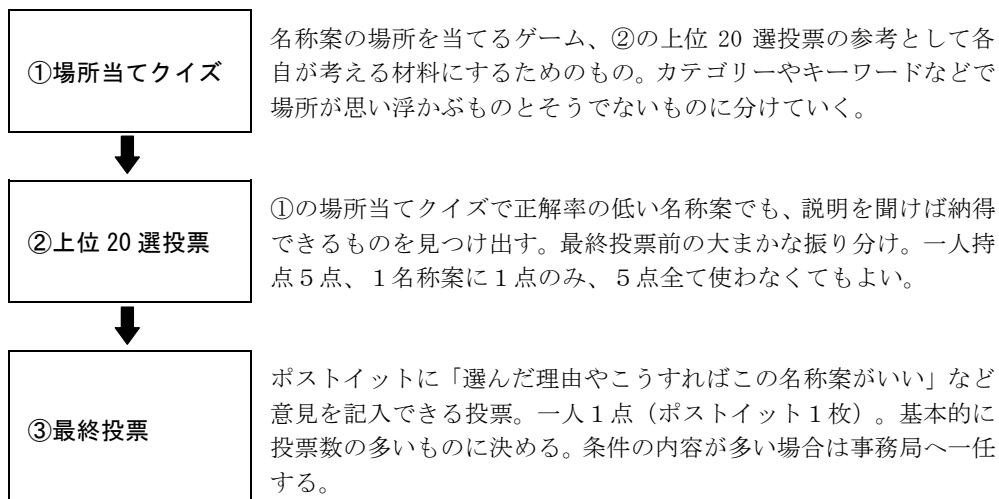 ①場所当てクイズ
名称案の場所を当てるゲーム、②の上位 20 選投票の参考として各
自が考える材料にするためのもの。カテゴリーやキーワードなどで
場所が思い浮かぶものとそうでないものに分けていく。
②上位 20 選投票
①の場所当てクイズで正解率の低い名称案でも、説明を聞けば納得
できるものを見つけ出す。最終投票前の大まかな振り分け。一人持
点５点、１名称案に１点のみ、５点全て使わなくてもよい。
③最終投票
ポストイットに「選んだ理由やこうすればこの名称案がいい」など
意見を記入できる投票。一人１点（ポストイット１枚）。基本的に
投票数の多いものに決める。条件の内容が多い場合は事務局へ一任
する。